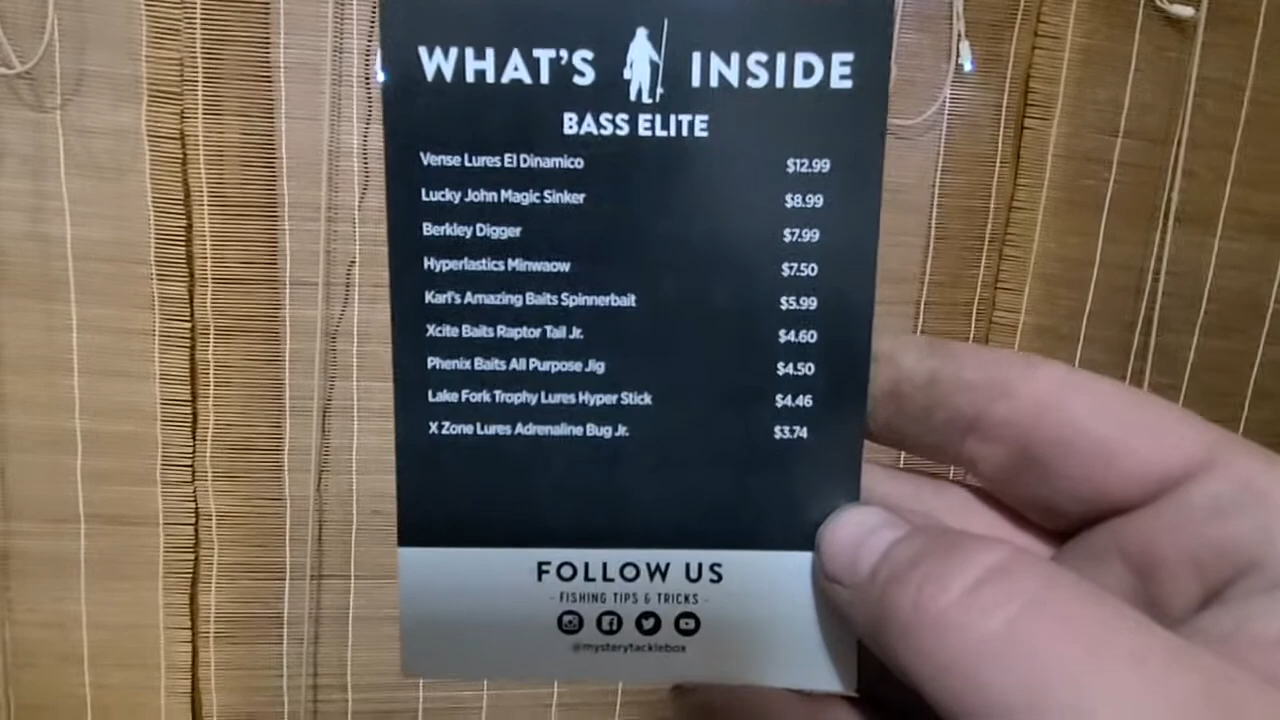 WHAT'S INSIDE
BASS ELITE
Vense Lures El Dinamico $12.99
Lucky John Magic Sinker $8.99
Berkley Digger $7.99
Hyperlastics Minwaow $7.50
Karl's Amazing Baits Spinnerbait $5.99
Xcite Baits Raptor Tail Jr. $4.60
Phenix Baits All Purpose Jig $4.50
Lake Fork Trophy Lures Hyper Stick $4.46
X Zone Lures Adrenaline Bug Jr. $3.74
FOLLOW US
- FISHING TIPS & TRICKS -
@mysterytacklebox